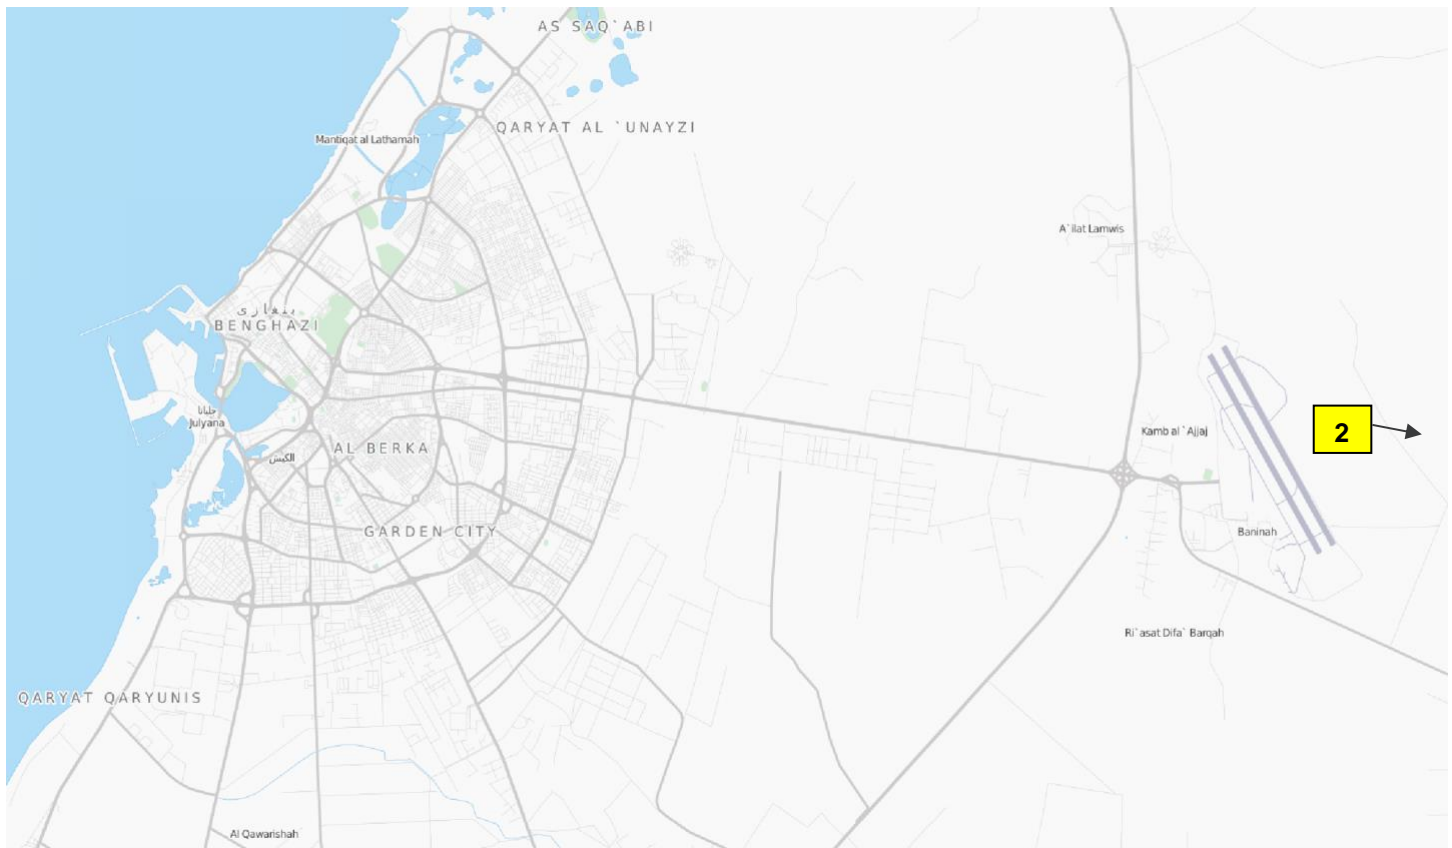 AS SAQ`ABI
QARYAT AL `UNAYZI
Mantiqat al Lathamah
A`ilat Lamwis
بنغازي
BENGHAZI
جليانا
Julyana
Kamb al `Ajjaj
2
AL BERKA
الكيش
GARDEN CITY
Baninah
Ri`asat Difa` Barqah
QARYAT QARYUNIS
Al Qawarishah